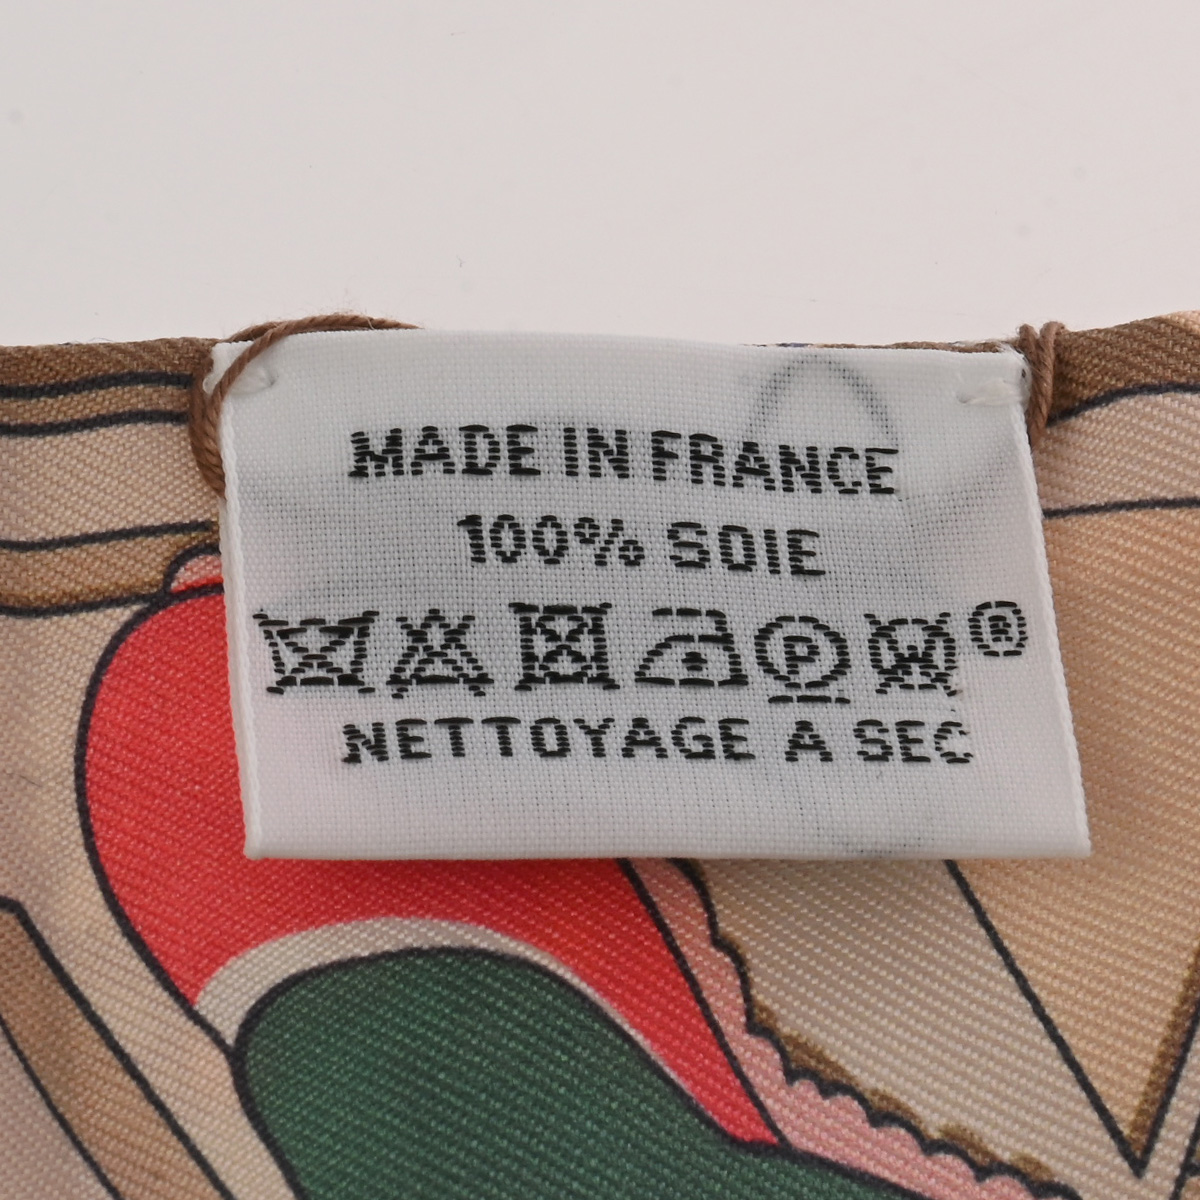 MADE IN FRANCE
100% SOIE
P W ®
NETTOYAGE A SEC